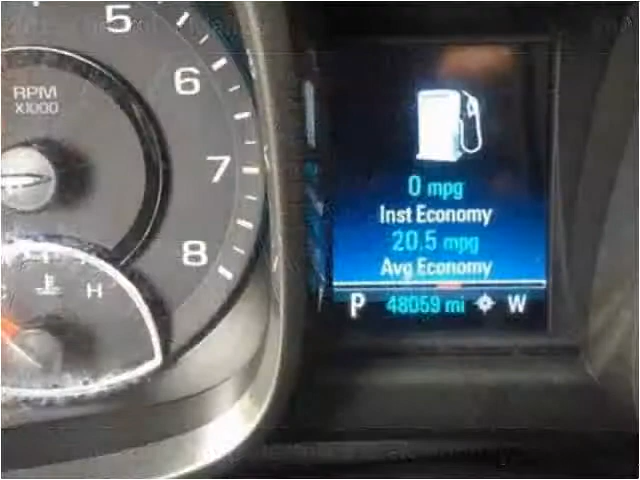 5
6
7
8
RPM
X1000
H
0 mpg
Inst Economy
20.5 mpg
Avg Economy
P 48059 mi W